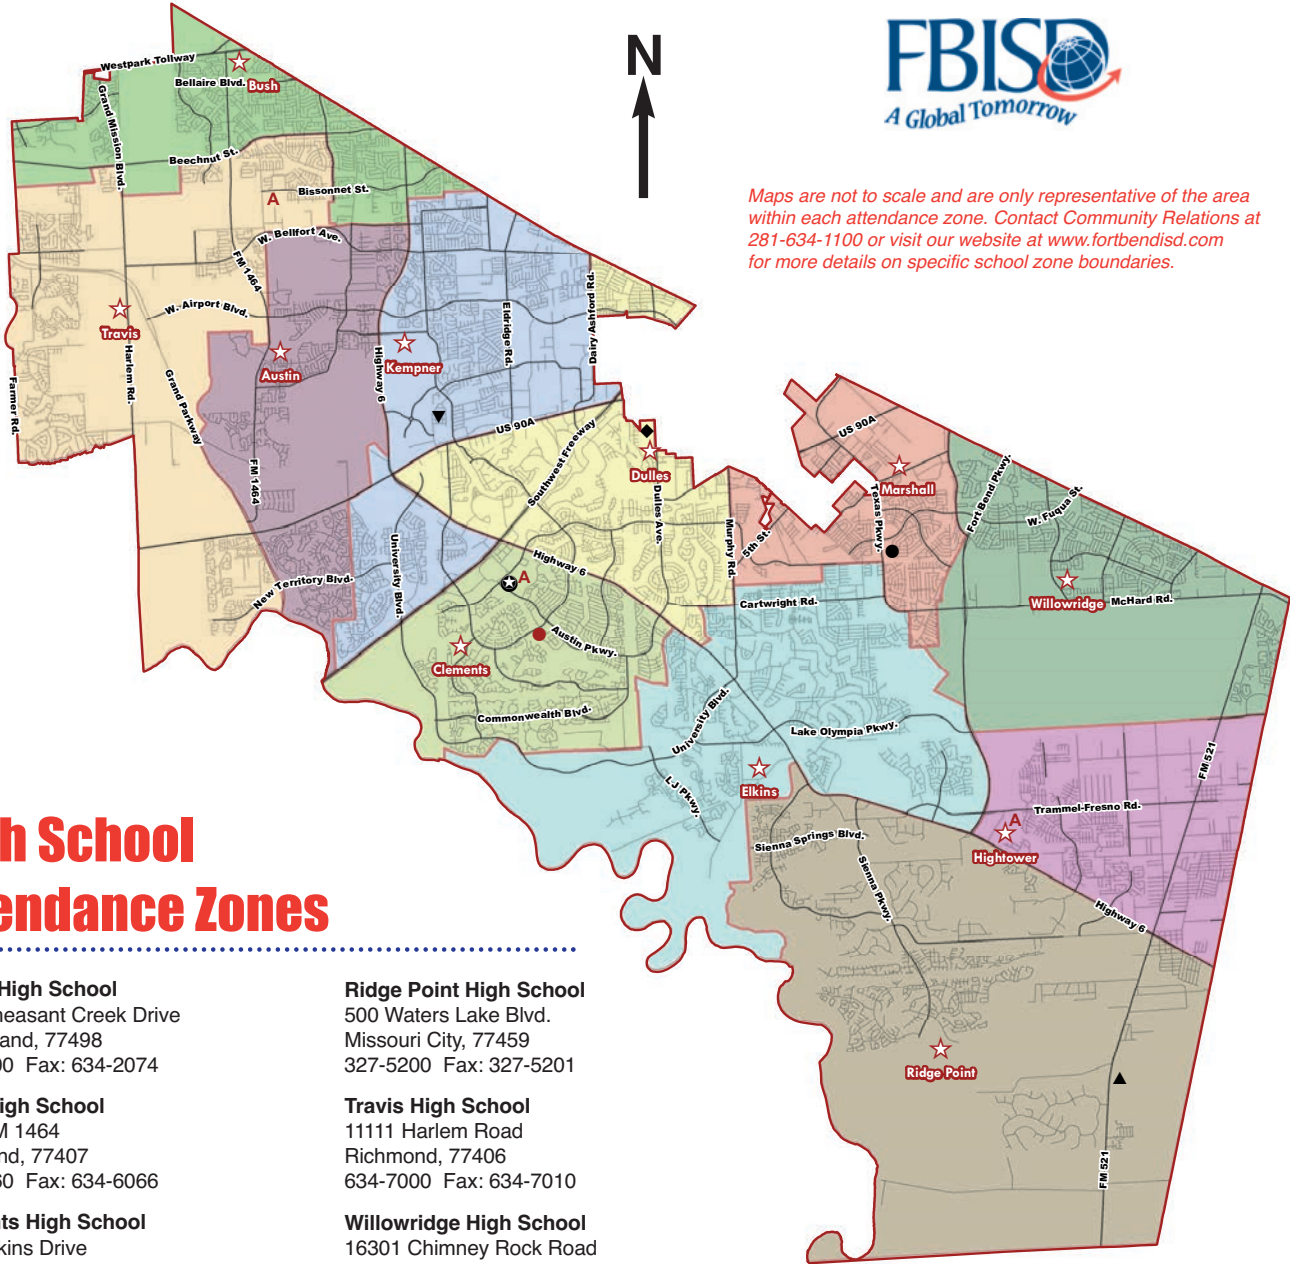 FBISD
A Global Tomorrow
N
Maps are not to scale and are only representative of the area
within each attendance zone. Contact Community Relations at
281-634-1100 or visit our website at www.fortbendisd.com
for more details on specific school zone boundaries.
Westpark Tollway
Bellaire Blvd.
Bush
Grand Mission Blvd.
Beechnut St.
Bissonnet St.
A
W. Bellfort Ave.
FM 1464
W. Airport Blvd.
Travis
Harlem Rd.
Farmer Rd.
Grand Parkway
Austin
FM 1464
Highway 6
Kempner
Eldridge Rd.
Dairy Ashford Rd.
US 90A
Southwest Freeway
Dulles
Dulles Ave.
Murphy Rd.
5th St.
US 90A
Marshall
Texas Pkwy.
Fort Bend Pkwy.
W. Fuqua St.
Willowridge
McHard Rd.
Cartwright Rd.
New Territory Blvd.
University Blvd.
Highway 6
A
Austin Pkwy.
Clements
Commonwealth Blvd.
University Blvd.
Lake Olympia Pkwy.
Elkins
LJ Pkwy.
Sienna Springs Blvd.
Sienna Pkwy.
A
Hightower
Trammel-Fresno Rd.
FM 521
Highway 6
Ridge Point
FM 521
h School
endance Zones
High School
heasant Creek Drive
and, 77498
00 Fax: 634-2074
igh School
M 1464
nd, 77407
60 Fax: 634-6066
ts High School
kins Drive
Ridge Point High School
500 Waters Lake Blvd.
Missouri City, 77459
327-5200 Fax: 327-5201
Travis High School
11111 Harlem Road
Richmond, 77406
634-7000 Fax: 634-7010
Willowridge High School
16301 Chimney Rock Road